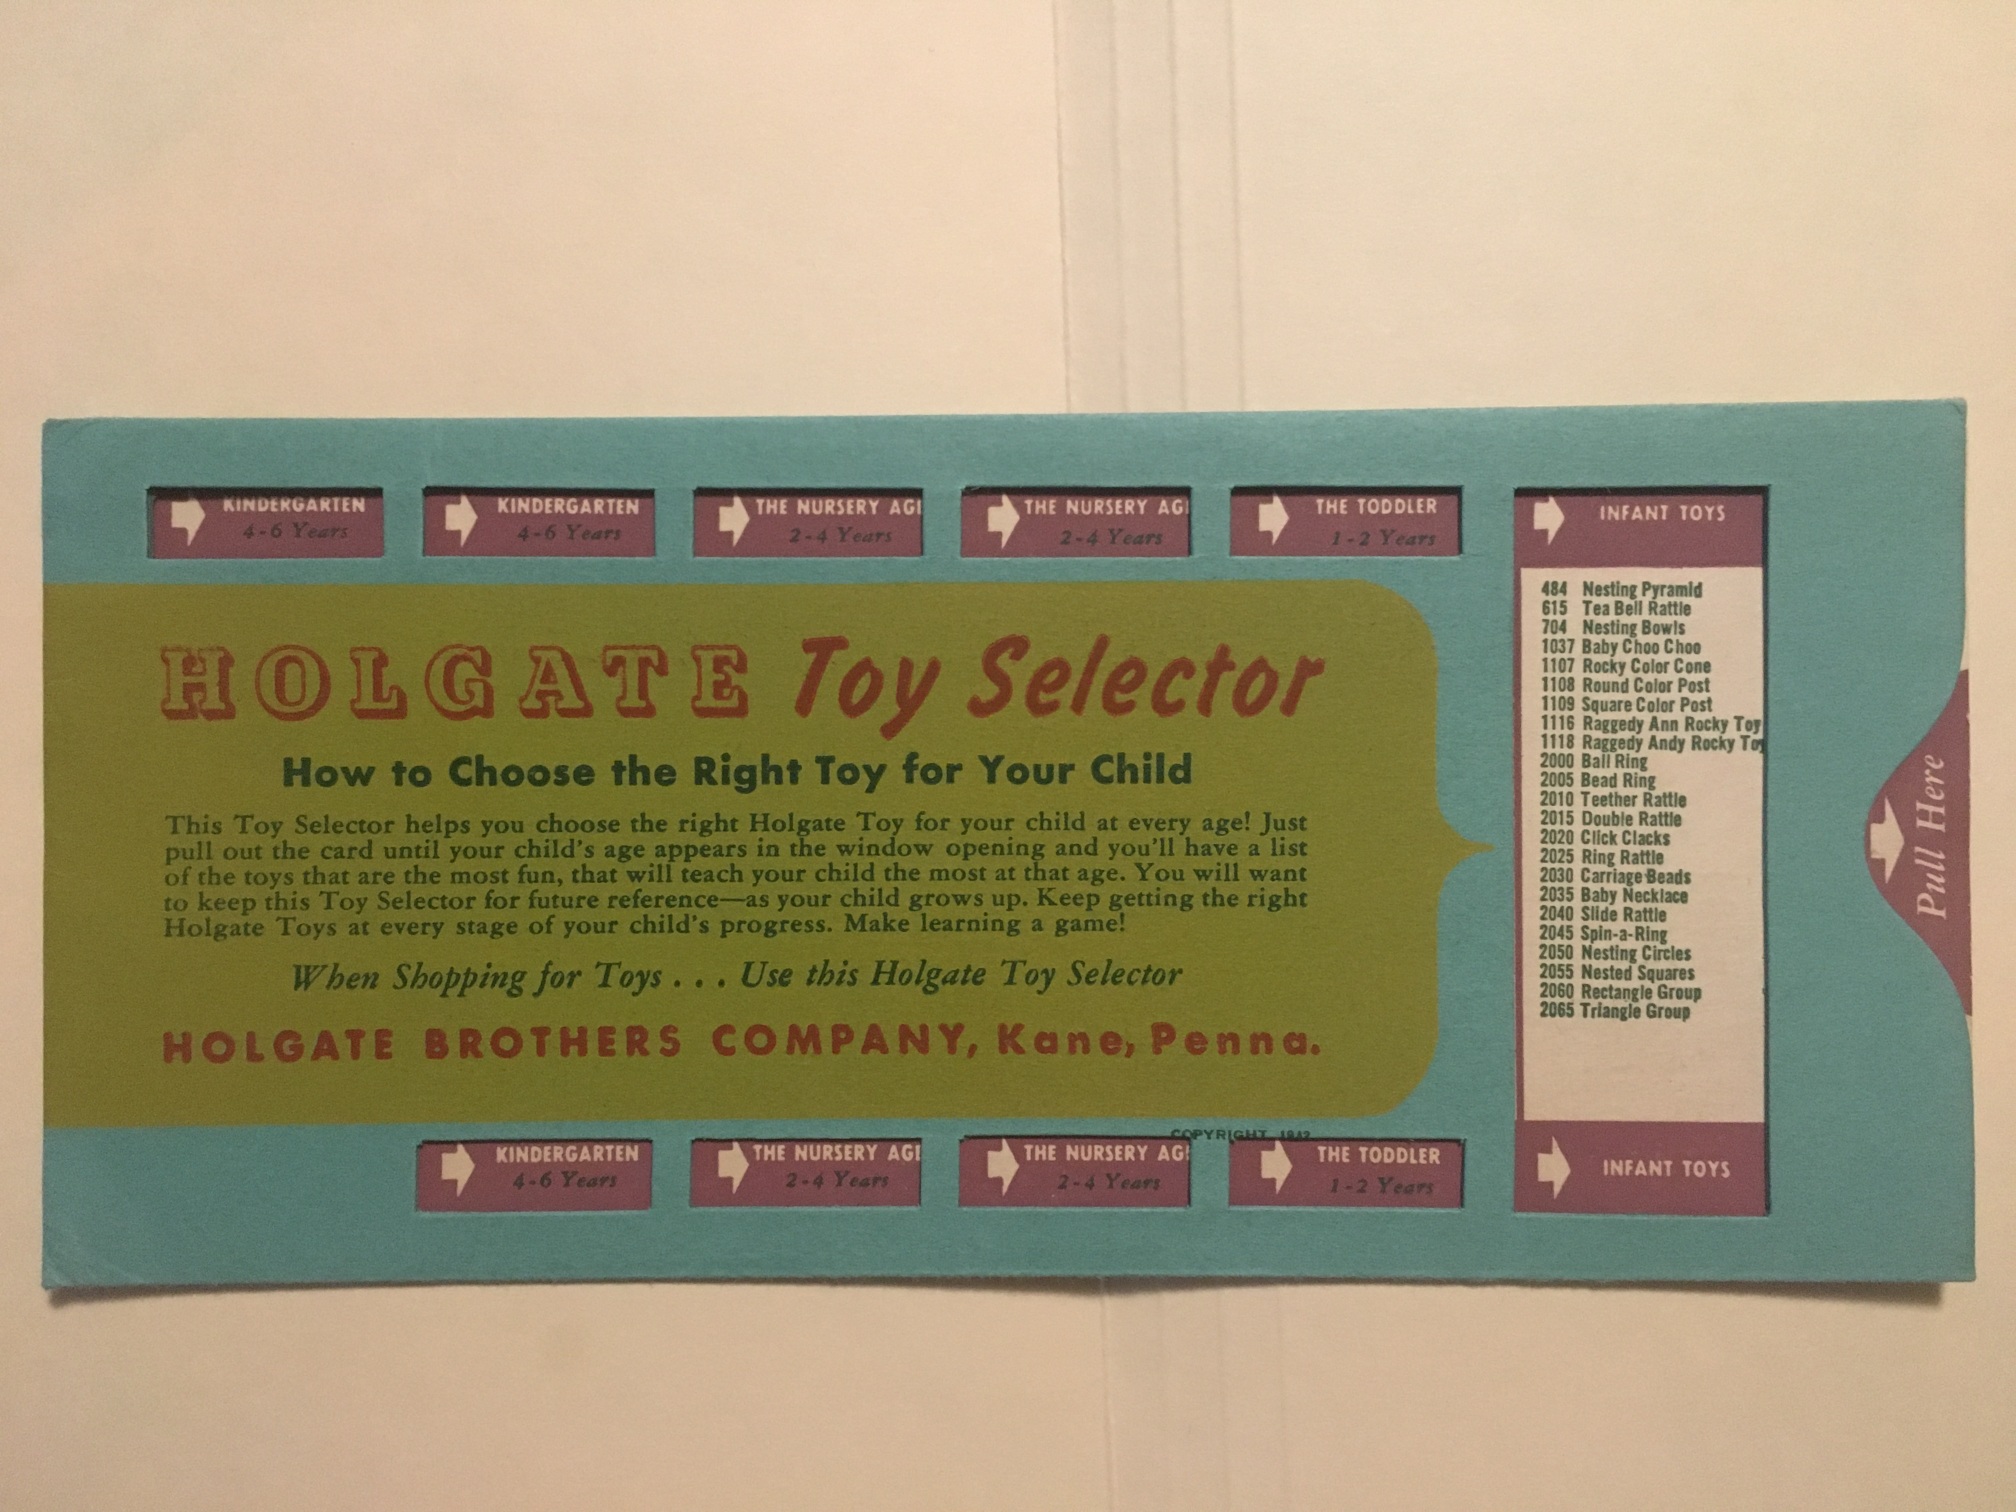 KINDERGARTEN
4-6 Years
KINDERGARTEN
4-6 Years
THE NURSERY AGE
2-4 Years
THE NURSERY AG
2-4 Years
THE TODDLER
1-2 Years
INFANT TOYS
HOLGATE Toy Selector
How to Choose the Right Toy for Your Child
This Toy Selector helps you choose the right Holgate Toy for your child at every age! Just
pull out the card until your child's age appears in the window opening and you'll have a list
of the toys that are the most fun, that will teach your child the most at that age. You will want
to keep this Toy Selector for future reference—as your child grows up. Keep getting the right
Holgate Toys at every stage of your child's progress. Make learning a game!
When Shopping for Toys . . . Use this Holgate Toy Selector
HOLGATE BROTHERS COMPANY, Kane, Penna.
484 Nesting Pyramid
615 Tea Bell Rattle
704 Nesting Bowls
1037 Baby Choo Choo
1107 Rocky Color Cone
1108 Round Color Post
1109 Square Color Post
1116 Raggedy Ann Rocky Toy
1118 Raggedy Andy Rocky Toy
2000 Ball Ring
2005 Bead Ring
2010 Teether Rattle
2015 Double Rattle
2020 Click Clacks
2025 Ring Rattle
2030 Carriage Beads
2035 Baby Necklace
2040 Slide Rattle
2045 Spin-a-Ring
2050 Nesting Circles
2055 Nested Squares
2060 Rectangle Group
2065 Triangle Group
Pull Here
COPYRIGHT 1942
KINDERGARTEN
4-6 Years
THE NURSERY AGE
2-4 Years
THE NURSERY AG
2-4 Years
THE TODDLER
1-2 Years
INFANT TOYS